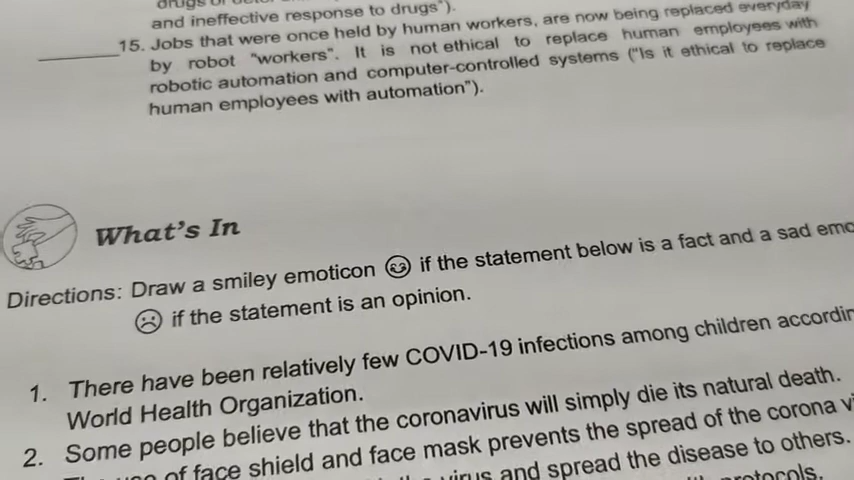 and ineffective response to drugs").
15. Jobs that were once held by human workers, are now being replaced everyday
by robot "workers". It is not ethical to replace human employees with
robotic automation and computer-controlled systems ("Is it ethical to replace
human employees with automation").
What's In
Directions: Draw a smiley emoticon if the statement below is a fact and a sad
if the statement is an opinion.
1. There have been relatively few COVID-19 infections among children
World Health Organization.
2. Some people believe that the coronavirus will simply die its natural death.
of face shield and face mask prevents the spread of the corona
virus and spread the disease to others.